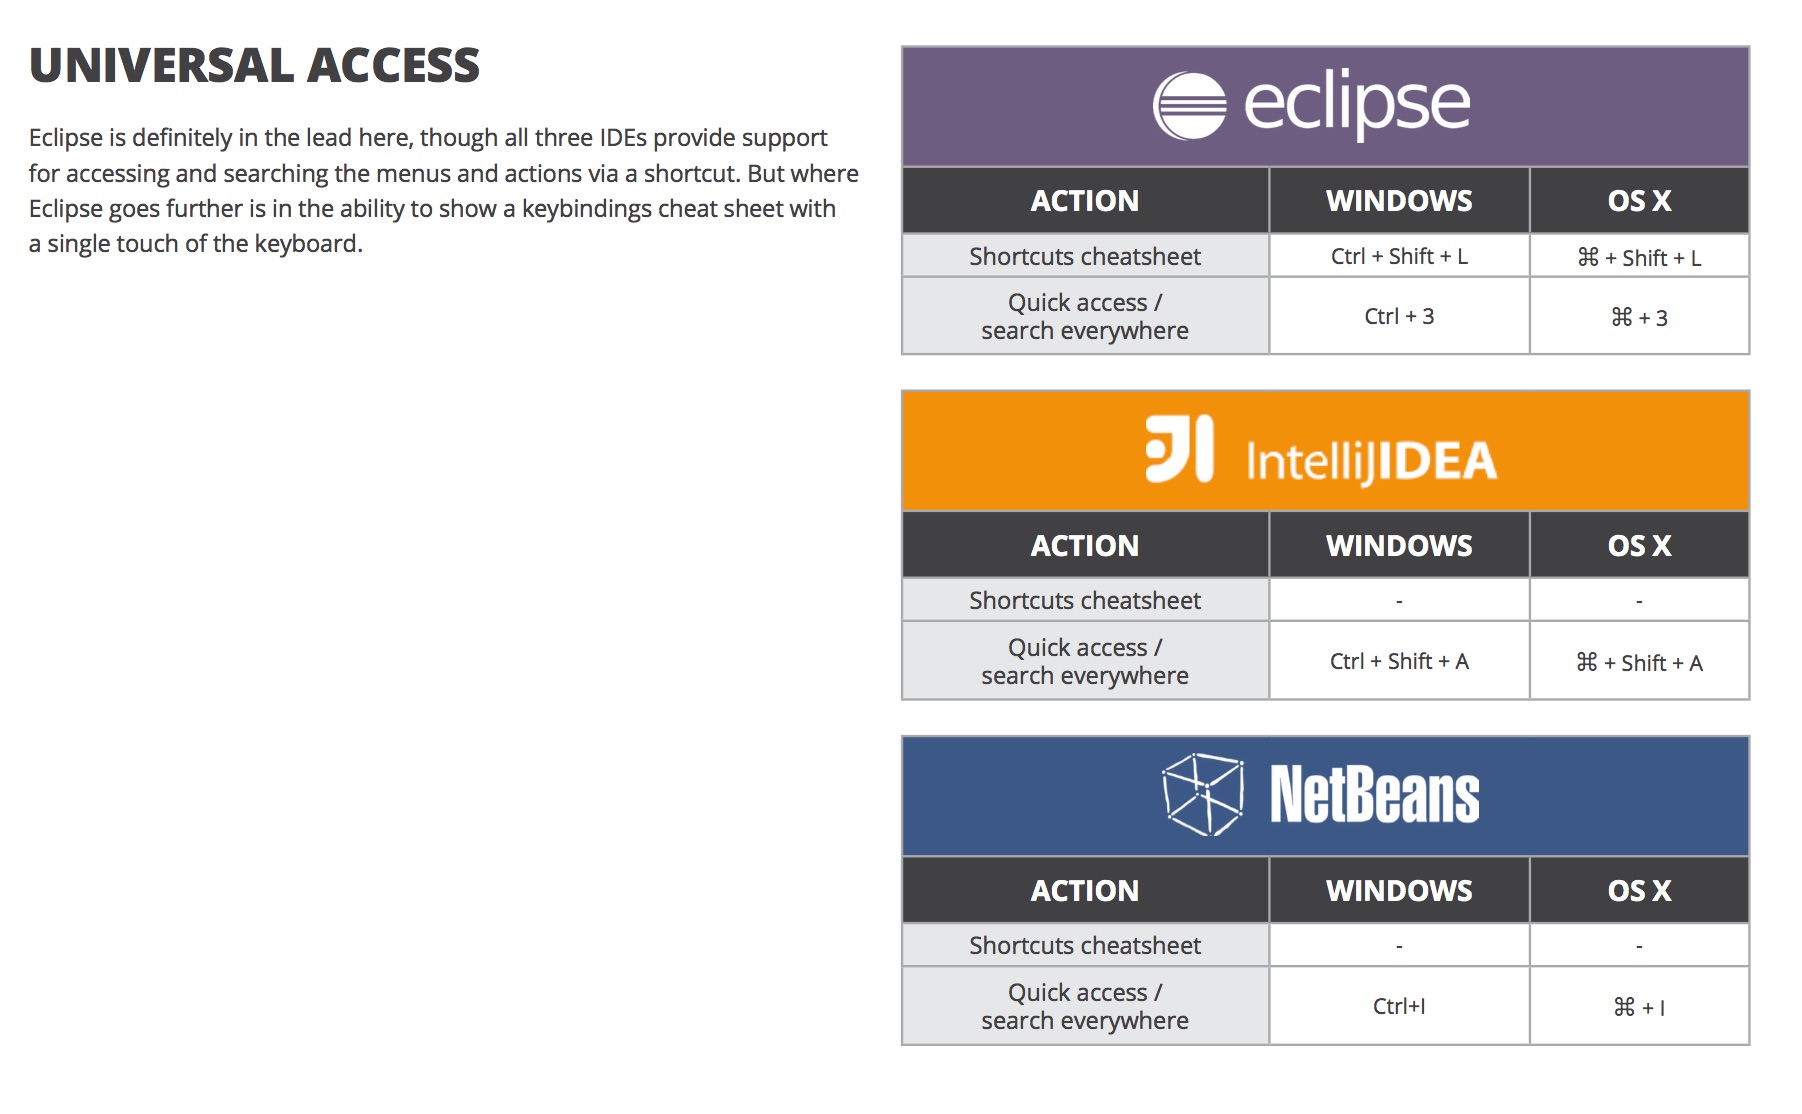 UNIVERSAL ACCESS
Eclipse is definitely in the lead here, though all three IDEs provide support
for accessing and searching the menus and actions via a shortcut. But where
Eclipse goes further is in the ability to show a keybindings cheat sheet with
a single touch of the keyboard.
eclipse
ACTION WINDOWS OS X
Shortcuts cheatsheet Ctrl + Shift + L ⌘ + Shift + L
Quick access /
search everywhere Ctrl + 3 ⌘ + 3
IntelliJIDEA
ACTION WINDOWS OS X
Shortcuts cheatsheet - -
Quick access /
search everywhere Ctrl + Shift + A ⌘ + Shift + A
NetBeans
ACTION WINDOWS OS X
Shortcuts cheatsheet - -
Quick access /
search everywhere Ctrl+I ⌘ + I